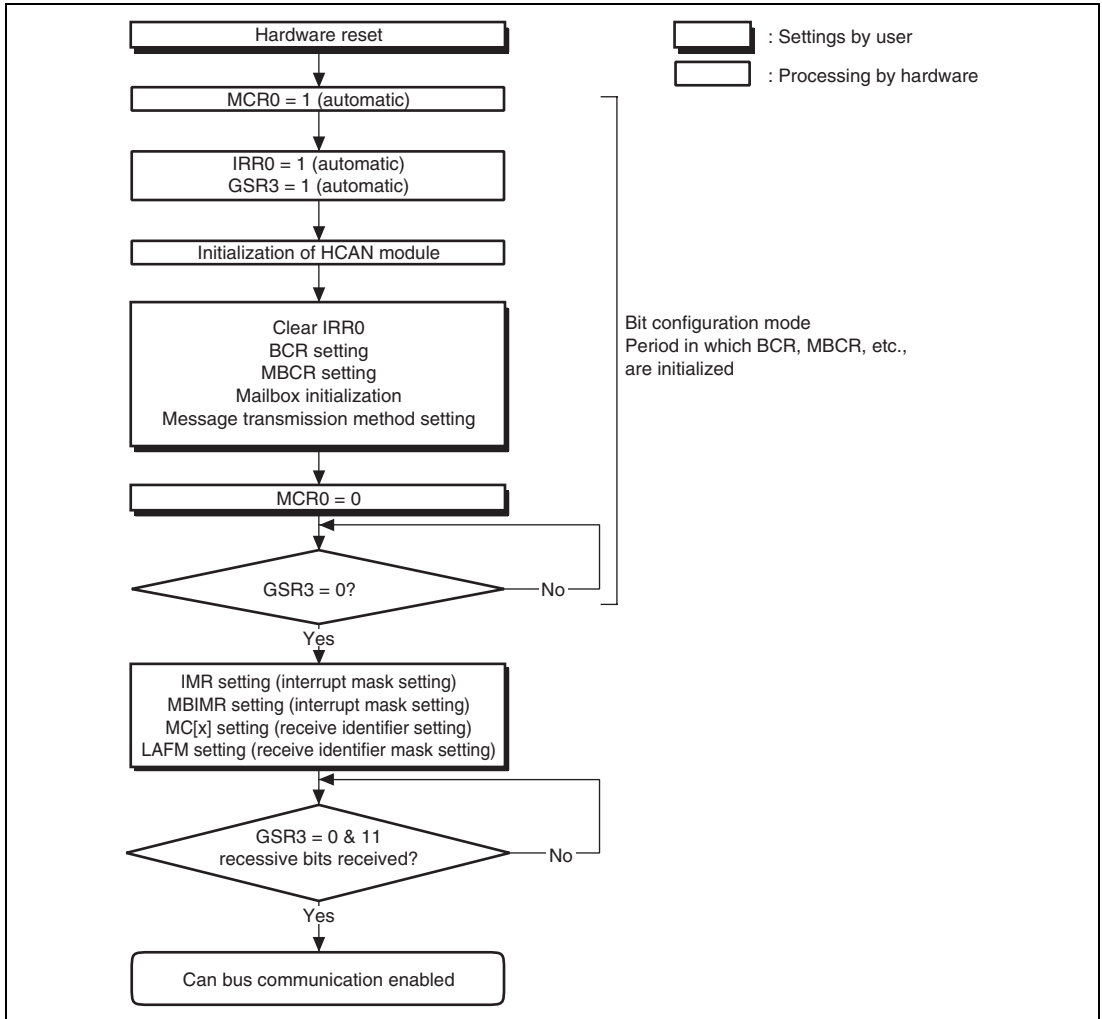 Hardware reset
: Settings by user
: Processing by hardware
MCR0 = 1 (automatic)
IRR0 = 1 (automatic)
GSR3 = 1 (automatic)
Initialization of HCAN module
Clear IRR0
BCR setting
MBCR setting
Mailbox initialization
Message transmission method setting
Bit configuration mode
Period in which BCR, MBCR, etc.,
are initialized
MCR0 = 0
GSR3 = 0?
No
Yes
IMR setting (interrupt mask setting)
MBIMR setting (interrupt mask setting)
MC[x] setting (receive identifier setting)
LAFM setting (receive identifier mask setting)
GSR3 = 0 & 11
recessive bits received?
No
Yes
Can bus communication enabled